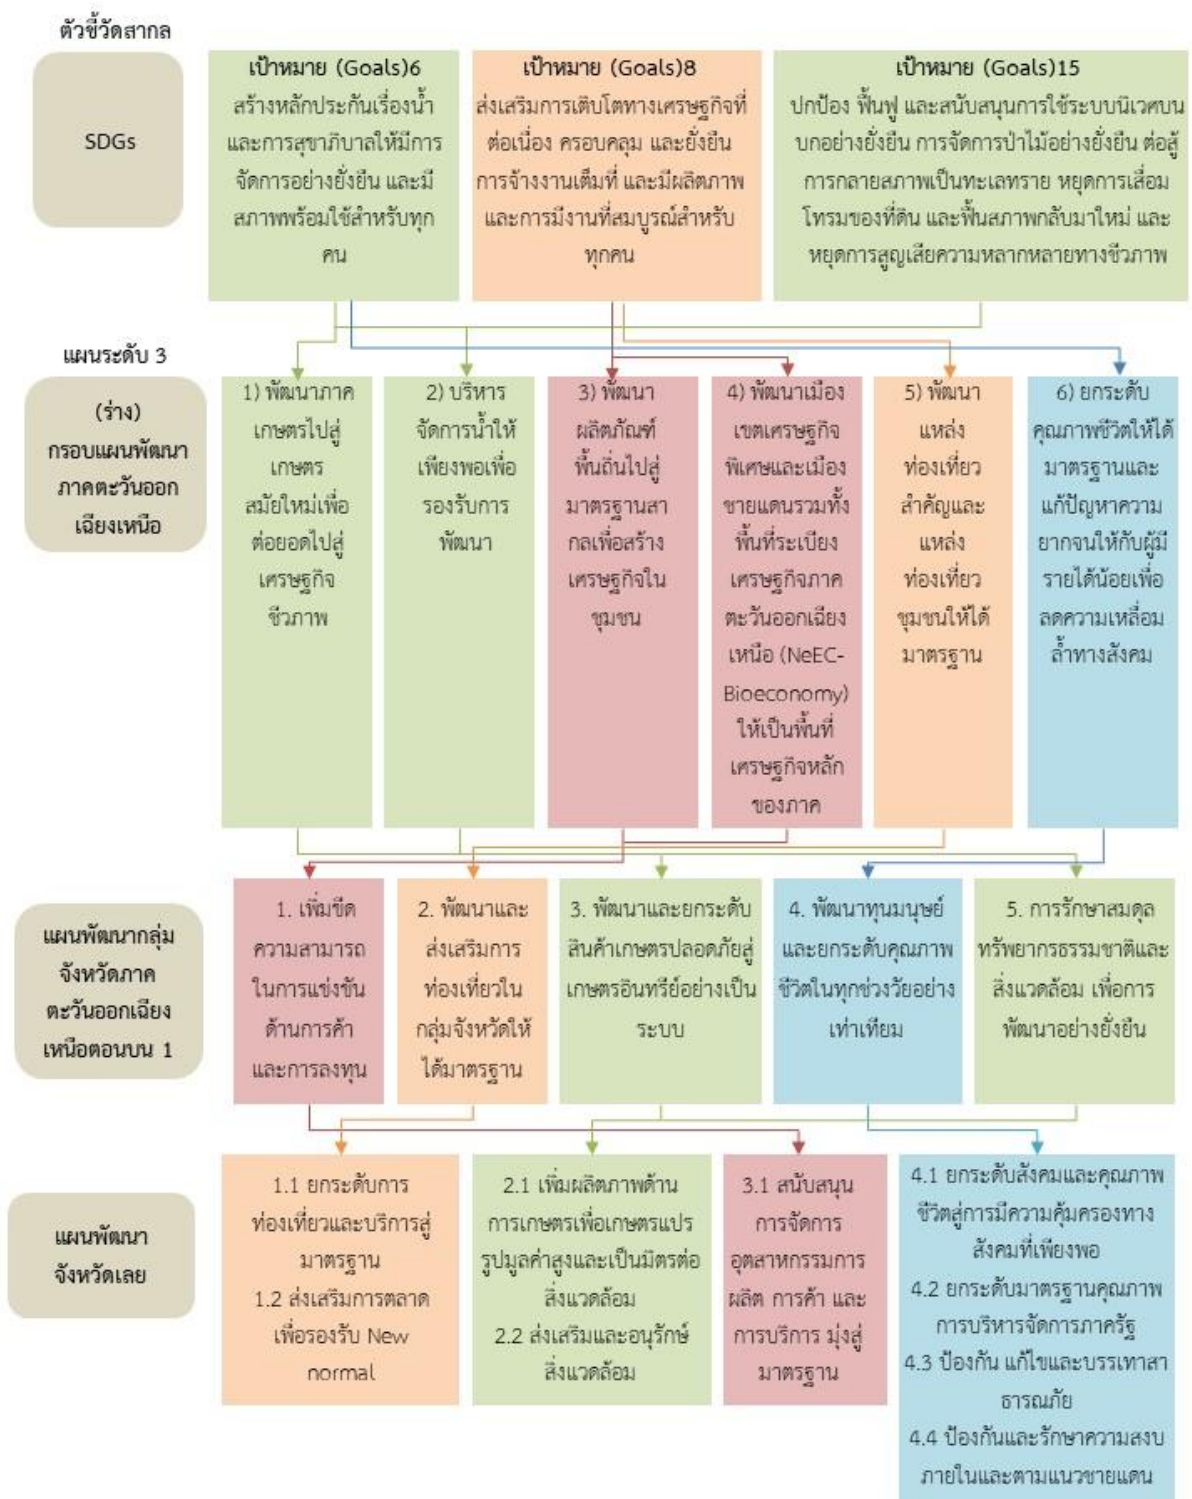 ตัวชี้วัดสากล
SDGs
เป้าหมาย (Goals)6
สร้างหลักประกันเรื่องน้ำ
และการสุขาภิบาลให้มีการ
จัดการอย่างยั่งยืน และมี
สภาพพร้อมใช้สำหรับทุก
คน
เป้าหมาย (Goals)8
ส่งเสริมการเติบโตทางเศรษฐกิจที่
ต่อเนื่อง ครอบคลุม และยั่งยืน
การจ้างงานเต็มที่ และมีผลิตภาพ
และการมีงานที่สมบูรณ์สำหรับ
ทุกคน
เป้าหมาย (Goals)15
ปกป้อง ฟื้นฟู และสนับสนุนการใช้ระบบนิเวศบน
บกอย่างยั่งยืน การจัดการป่าไม้อย่างยั่งยืน ต่อสู้
การกลายสภาพเป็นทะเลทราย หยุดการเสื่อม
โทรมของที่ดิน และฟื้นสภาพกลับมาใหม่ และ
หยุดการสูญเสียความหลากหลายทางชีวภาพ
แผนระดับ 3
(ร่าง)
กรอบแผนพัฒนา
ภาคตะวันออก
เฉียงเหนือ
1) พัฒนาภาค
เกษตรไปสู่
เกษตร
สมัยใหม่เพื่อ
ต่อยอดไปสู่
เศรษฐกิจ
ชีวภาพ
2) บริหาร
จัดการน้ำให้
เพียงพอเพื่อ
รองรับการ
พัฒนา
3) พัฒนา
ผลิตภัณฑ์
พื้นถิ่นไปสู่
มาตรฐานสา
กลเพื่อสร้าง
เศรษฐกิจใน
ชุมชน
4) พัฒนาเมือง
เขตเศรษฐกิจ
พิเศษและเมือง
ชายแดนรวมทั้ง
พื้นที่ระเบียง
เศรษฐกิจภาค
ตะวันออกเฉียง
เหนือ (NeEC-
Bioeconomy)
ให้เป็นพื้นที่
เศรษฐกิจหลัก
ของภาค
5) พัฒนา
แหล่ง
ท่องเที่ยว
สำคัญและ
แหล่ง
ท่องเที่ยว
ชุมชนให้ได้
มาตรฐาน
6) ยกระดับ
คุณภาพชีวิตให้ได้
มาตรฐานและ
แก้ปัญหาความ
ยากจนให้กับผู้มี
รายได้น้อยเพื่อ
ลดความเหลื่อม
ล้ำทางสังคม
แผนพัฒนากลุ่ม
จังหวัดภาค
ตะวันออกเฉียง
เหนือตอนบน 1
1. เพิ่มขีด
ความสามารถ
ในการแข่งขัน
ด้านการค้า
และการลงทุน
2. พัฒนาและ
ส่งเสริมการ
ท่องเที่ยวใน
กลุ่มจังหวัดให้
ได้มาตรฐาน
3. พัฒนาและยกระดับ
สินค้าเกษตรปลอดภัยสู่
เกษตรอินทรีย์อย่างเป็น
ระบบ
4. พัฒนาทุนมนุษย์
และยกระดับคุณภาพ
ชีวิตในทุกช่วงวัยอย่าง
เท่าเทียม
5. การรักษาสมดุล
ทรัพยากรธรรมชาติและ
สิ่งแวดล้อม เพื่อการ
พัฒนาอย่างยั่งยืน
แผนพัฒนา
จังหวัดเลย
1.1 ยกระดับการ
ท่องเที่ยวและบริการสู่
มาตรฐาน
1.2 ส่งเสริมการตลาด
เพื่อรองรับ New
normal
2.1 เพิ่มผลิตภาพด้าน
การเกษตรเพื่อเกษตรแปร
รูปมูลค่าสูงและเป็นมิตรต่อ
สิ่งแวดล้อม
2.2 ส่งเสริมและอนุรักษ์
สิ่งแวดล้อม
3.1 สนับสนุน
การจัดการ
อุตสาหกรรมการ
ผลิต การค้า และ
การบริการ มุ่งสู่
มาตรฐาน
4.1 ยกระดับสังคมและคุณภาพ
ชีวิตสู่การมีความคุ้มครองทาง
สังคมที่เพียงพอ
4.2 ยกระดับมาตรฐานคุณภาพ
การบริหารจัดการภาครัฐ
4.3 ป้องกัน แก้ไขและบรรเทาสา
ธารณภัย
4.4 ป้องกันและรักษาความสงบ
ภายในและตามแนวชายแดน